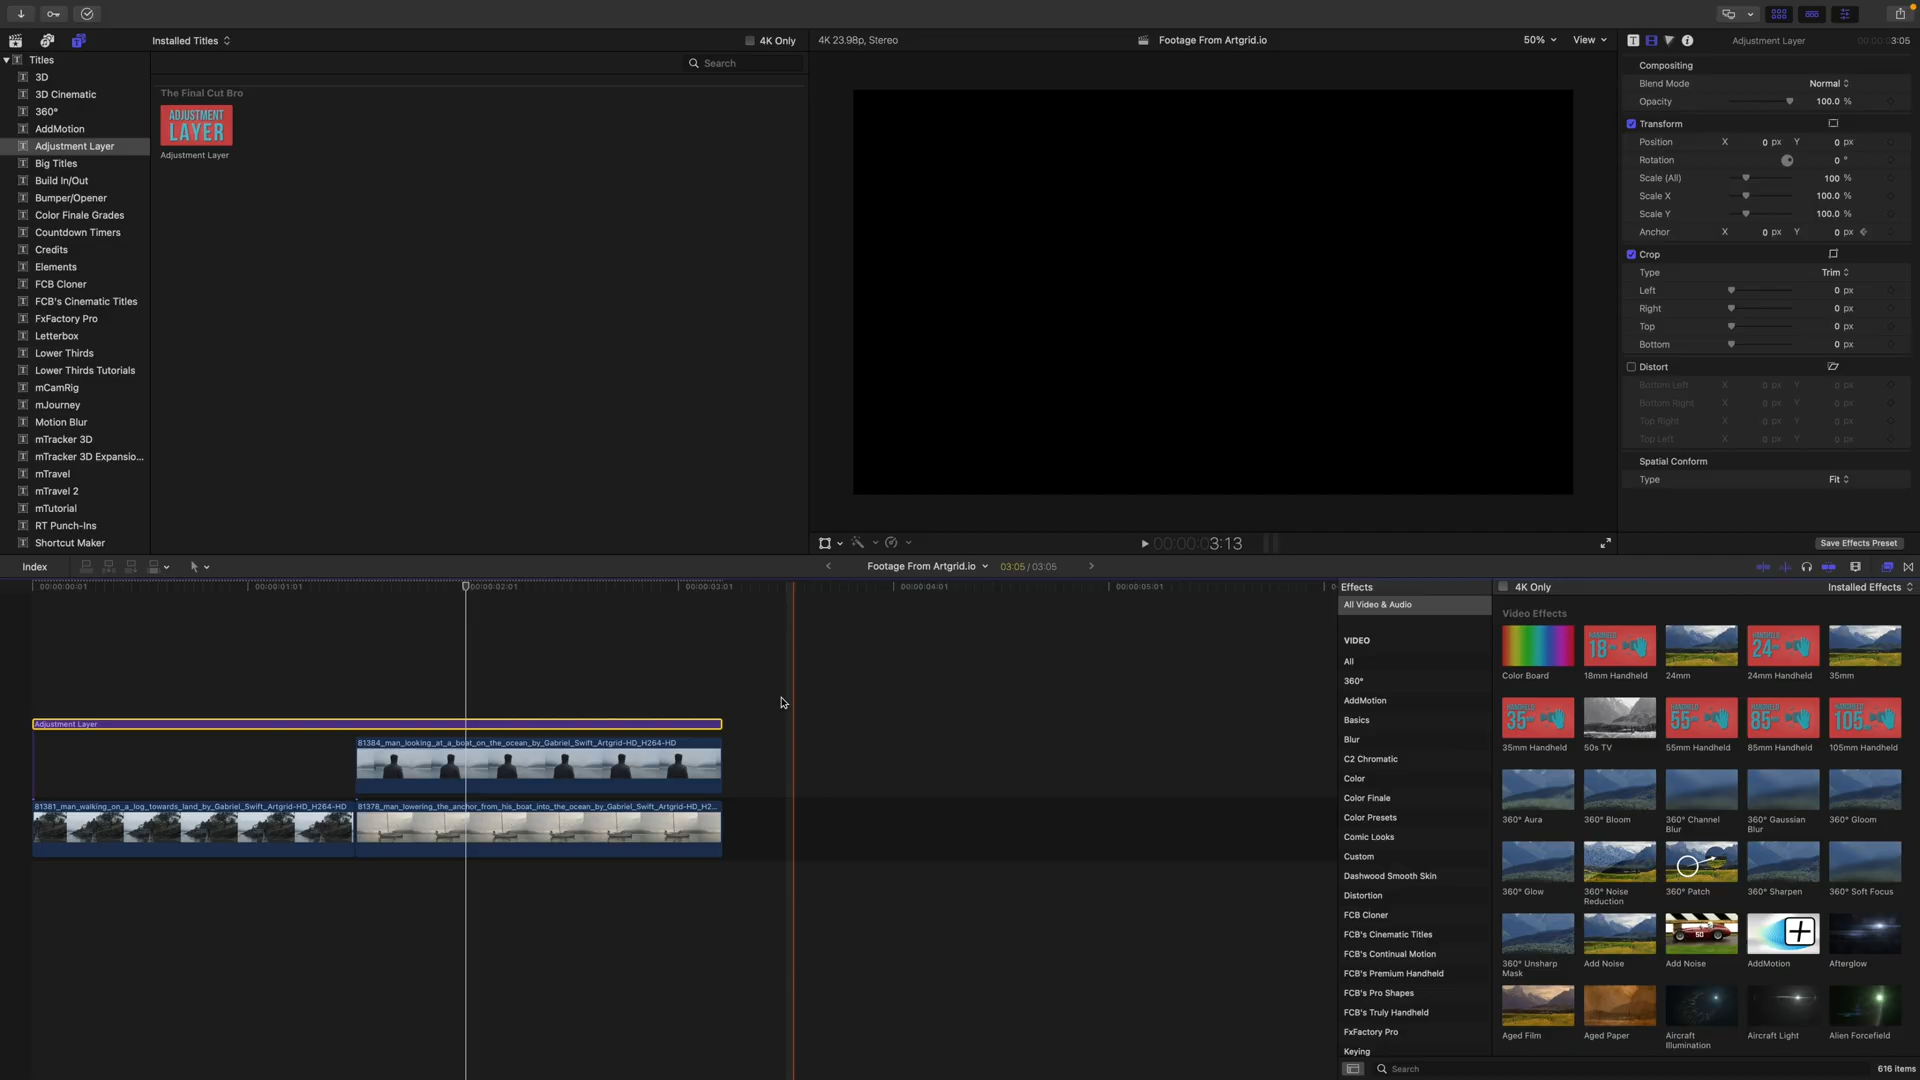 Installed Titles
4K Only
Search
4K 23.98p, Stereo
Footage From Artgrid.io
50%
View
Adjustment Layer
3:05
Titles
3D
3D Cinematic
360°
AddMotion
Adjustment Layer
Big Titles
Build In/Out
Bumper/Opener
Color Finale Grades
Countdown Timers
Credits
Elements
FCB Cloner
FCB's Cinematic Titles
FxFactory Pro
Letterbox
Lower Thirds
Lower Thirds Tutorials
mCamRig
mJourney
Motion Blur
mTracker 3D
mTracker 3D Expansio...
mTravel
mTravel 2
mTutorial
RT Punch-Ins
Shortcut Maker
The Final Cut Bro
ADJUSTMENT
LAYER
Adjustment Layer
Compositing
Blend Mode Normal
Opacity 100.0 %
Transform
Position X 0 px Y 0 px
Rotation 0 °
Scale (All) 100 %
Scale X 100.0 %
Scale Y 100.0 %
Anchor X 0 px Y 0 px
Crop
Type Trim
Left 0 px
Right 0 px
Top 0 px
Bottom 0 px
Distort
Bottom Left X 0 px Y 0 px
Bottom Right X 0 px Y 0 px
Top Right X 0 px Y 0 px
Top Left X 0 px Y 0 px
Spatial Conform
Type Fit
Save Effects Preset
00:00:00:03:13
Index
Footage From Artgrid.io
03:05 / 03:05
00:00:00:01
00:00:01:01
00:00:02:01
00:00:03:01
00:00:04:01
00:00:05:01
Adjustment Layer
81384_man_looking_at_a_boat_on_the_ocean_by_Gabriel_Swift_Artgrid-HD_H264-HD
81381_man_walking_on_a_log_towards_land_by_Gabriel_Swift_Artgrid-HD_H264-HD
81378_man_lowering_the_anchor_from_his_boat_into_the_ocean_by_Gabriel_Swift_Artgrid-HD_H2...
Effects
4K Only
Installed Effects
All Video & Audio
VIDEO
All
360°
AddMotion
Basics
Blur
C2 Chromatic
Color
Color Finale
Color Presets
Comic Looks
Custom
Dashwood Smooth Skin
Distortion
FCB Cloner
FCB's Cinematic Titles
FCB's Continual Motion
FCB's Premium Handheld
FCB's Pro Shapes
FCB's Truly Handheld
FxFactory Pro
Keying
Video Effects
HANDHELD
18
HANDHELD
24
Color Board
18mm Handheld
24mm
24mm Handheld
35mm
HANDHELD
35
HANDHELD
55
HANDHELD
85
HANDHELD
105
35mm Handheld
50s TV
55mm Handheld
85mm Handheld
105mm Handheld
360° Aura
360° Bloom
360° Channel
Blur
360° Gaussian
Blur
360° Gloom
360° Glow
360° Noise
Reduction
360° Patch
360° Sharpen
360° Soft Focus
50
360° Unsharp
Mask
Add Noise
Add Noise
AddMotion
Afterglow
Aged Film
Aged Paper
Aircraft
Illumination
Aircraft Light
Alien Forcefield
Search
616 items